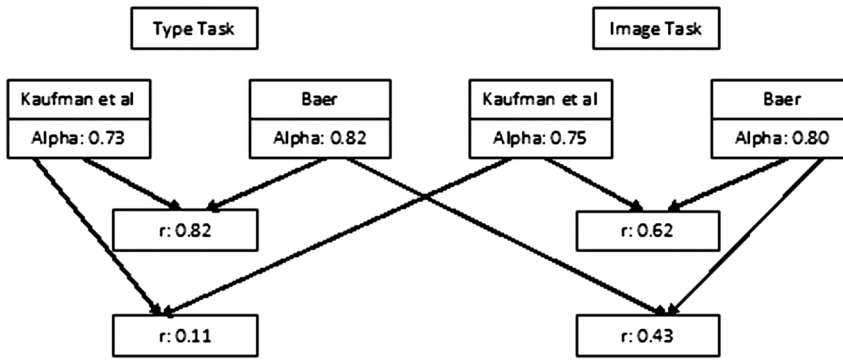 Type Task
Image Task
Kaufman et al
Baer
Kaufman et al
Baer
Alpha: 0.73
Alpha: 0.82
Alpha: 0.75
Alpha: 0.80
r: 0.82
r: 0.62
r: 0.11
r: 0.43